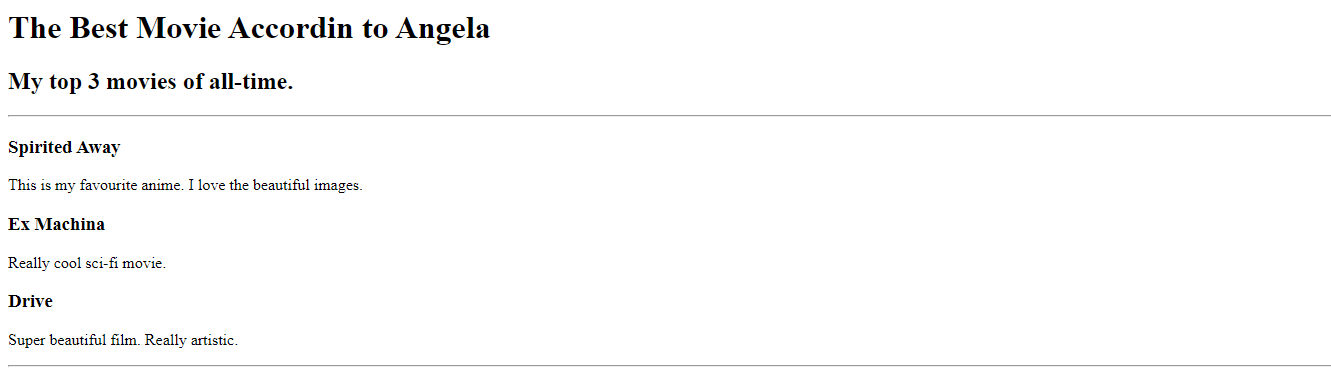 The Best Movie Accordin to Angela
My top 3 movies of all-time.
Spirited Away
This is my favourite anime. I love the beautiful images.
Ex Machina
Really cool sci-fi movie.
Drive
Super beautiful film. Really artistic.